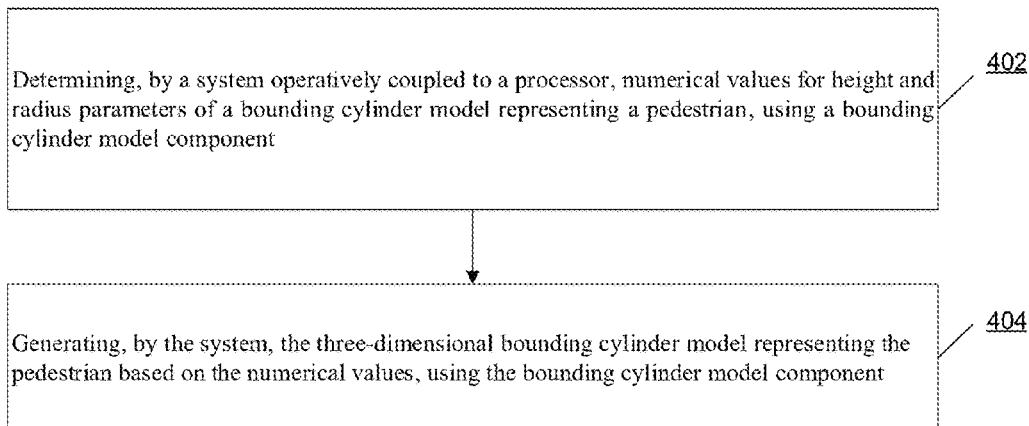 402
Determining, by a system operatively coupled to a processor, numerical values for height and
radius parameters of a bounding cylinder model representing a pedestrian, using a bounding
cylinder model component
404
Generating, by the system, the three-dimensional bounding cylinder model representing the
pedestrian based on the numerical values, using the bounding cylinder model component